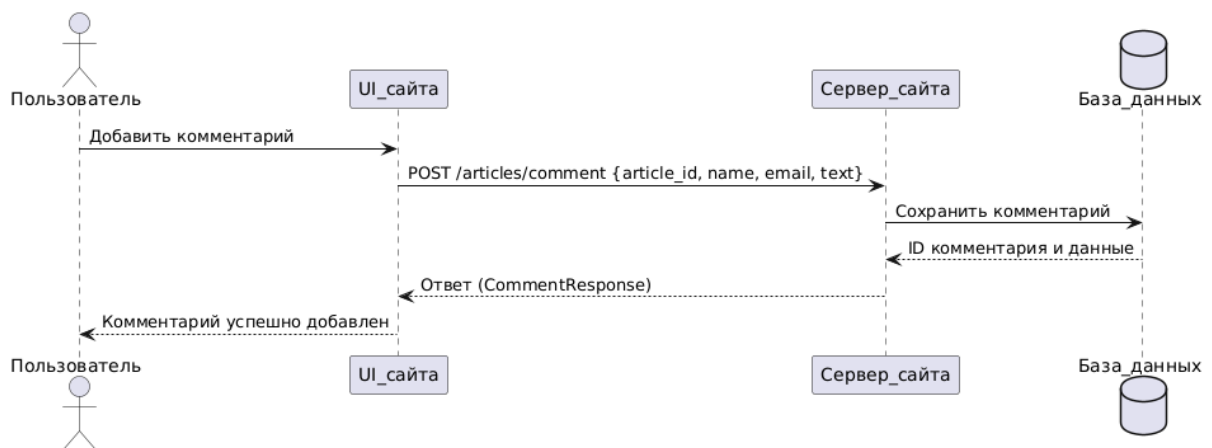 Пользователь
UI_сайта
Сервер_сайта
База_данных
Добавить комментарий
POST /articles/comment {article_id, name, email, text}
Сохранить комментарий
ID комментария и данные
Ответ (CommentResponse)
Комментарий успешно добавлен
Пользователь
UI_сайта
Сервер_сайта
База_данных